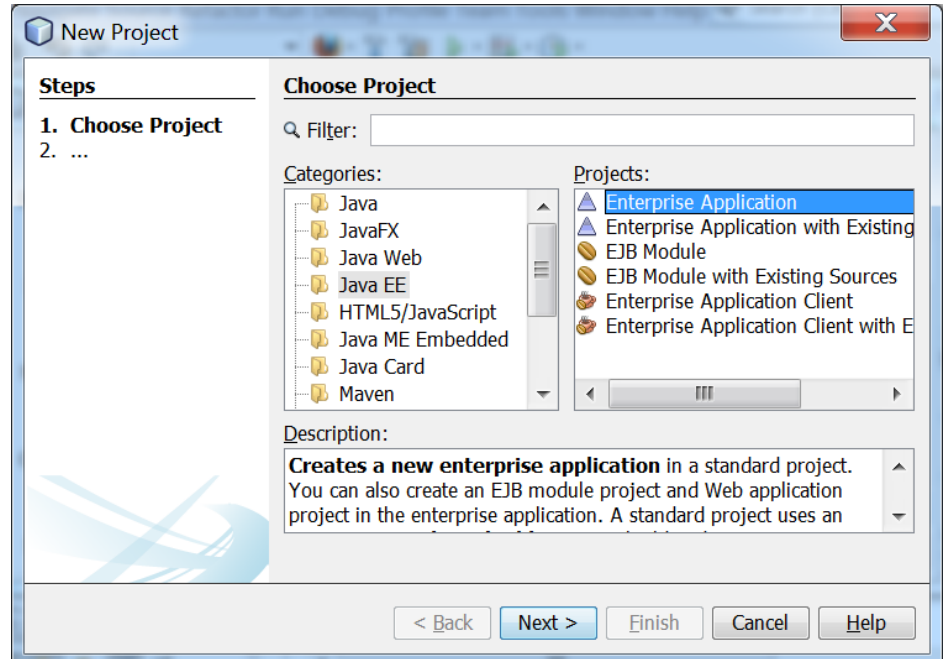 New Project
Steps
1. Choose Project
2. ...
Choose Project
Filter:
Categories:
Java
JavaFX
Java Web
Java EE
HTML5/JavaScript
Java ME Embedded
Java Card
Maven
Projects:
Enterprise Application
Enterprise Application with Existing
EJB Module
EJB Module with Existing Sources
Enterprise Application Client
Enterprise Application Client with E
Description:
Creates a new enterprise application in a standard project.
You can also create an EJB module project and Web application
project in the enterprise application. A standard project uses an
< Back
Next >
Finish
Cancel
Help